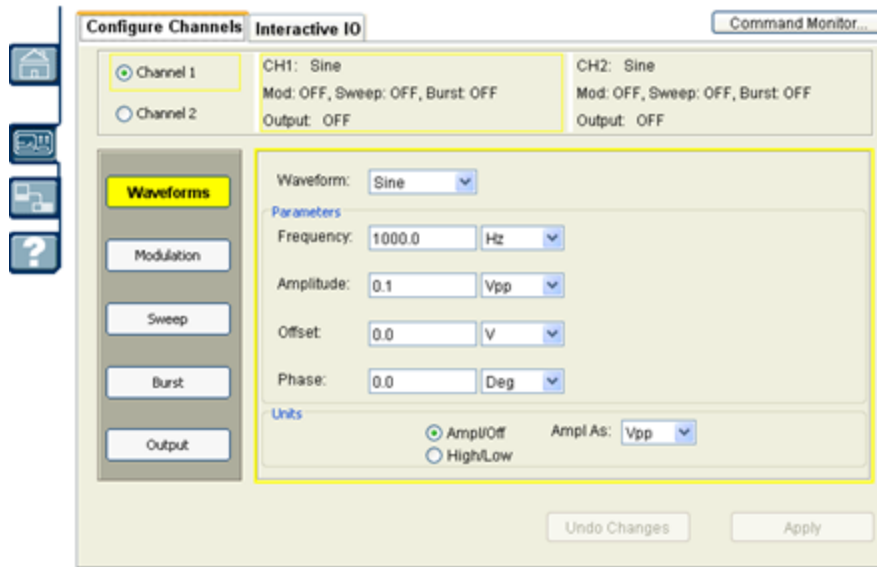 Configure Channels Interactive IO Command Monitor...
Channel 1
Channel 2
CH1: Sine
Mod: OFF, Sweep: OFF, Burst: OFF
Output: OFF
CH2: Sine
Mod: OFF, Sweep: OFF, Burst: OFF
Output: OFF
Waveforms
Modulation
Sweep
Burst
Output
Waveform: Sine
Parameters
Frequency: 1000.0 Hz
Amplitude: 0.1 Vpp
Offset: 0.0 V
Phase: 0.0 Deg
Units
Ampl/Off Ampl As: Vpp
High/Low
Undo Changes Apply
?